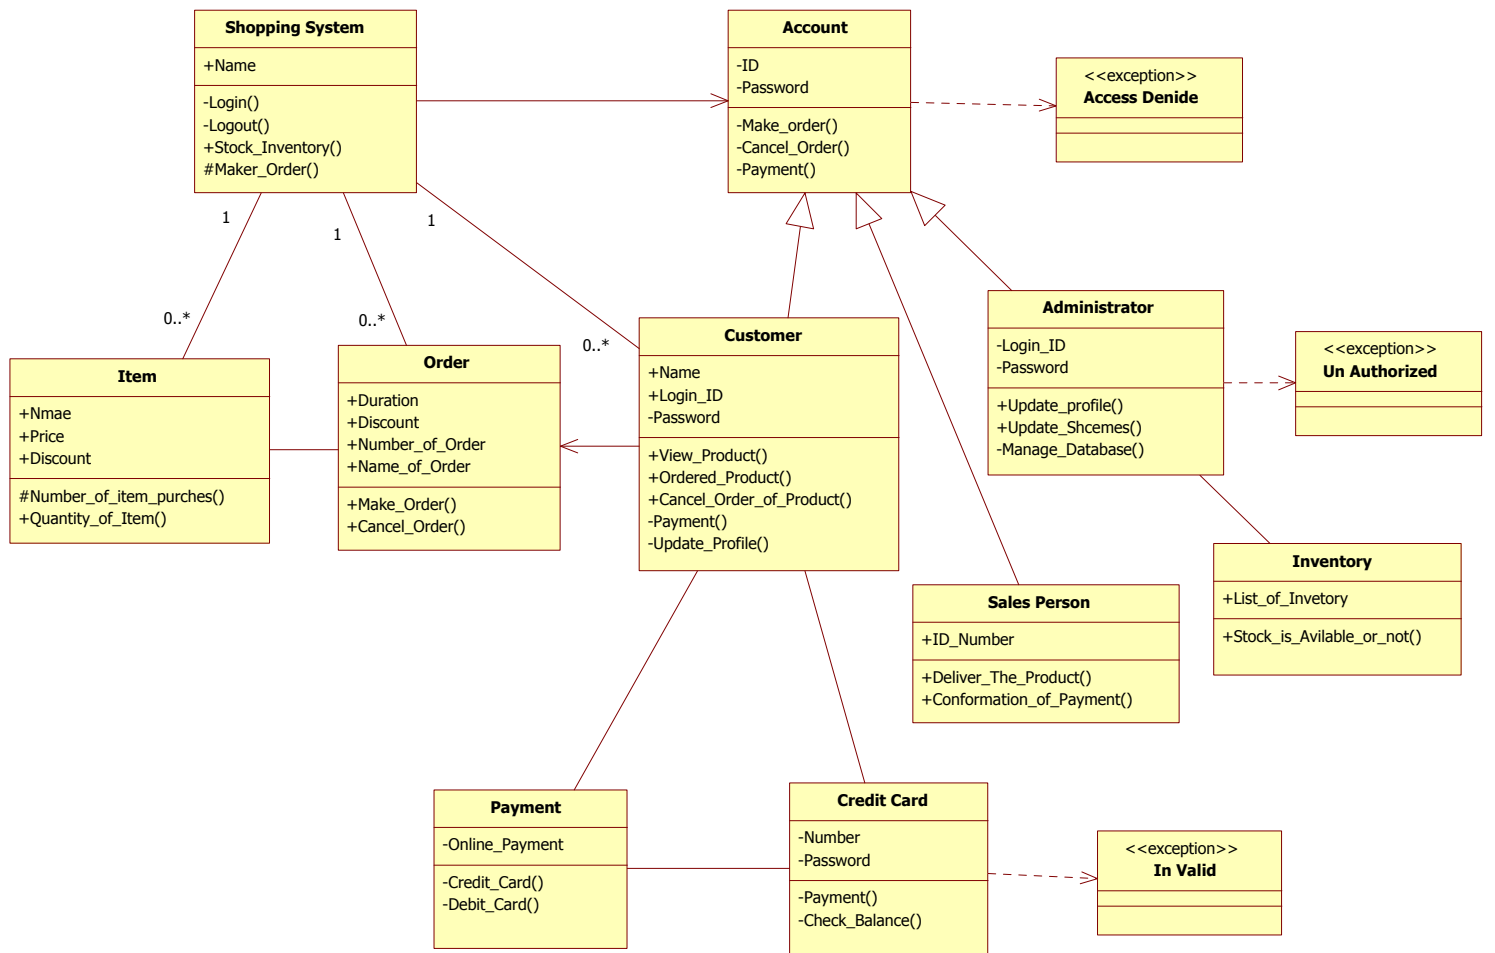 Shopping System
+Name
-Login()
-Logout()
+Stock_Inventory()
#Maker_Order()
Account
-ID
-Password
-Make_order()
-Cancel_Order()
-Payment()
<<exception>>
Access Denide
1
1
1
0..*
0..*
0..*
Item
+Nmae
+Price
+Discount
#Number_of_item_purches()
+Quantity_of_Item()
Order
+Duration
+Discount
+Number_of_Order
+Name_of_Order
+Make_Order()
+Cancel_Order()
Customer
+Name
+Login_ID
-Password
+View_Product()
+Ordered_Product()
+Cancel_Order_of_Product()
-Payment()
-Update_Profile()
Administrator
-Login_ID
-Password
+Update_profile()
+Update_Shcemes()
-Manage_Database()
<<exception>>
Un Authorized
Sales Person
+ID_Number
+Deliver_The_Product()
+Conformation_of_Payment()
Inventory
+List_of_Invetory
+Stock_is_Avilable_or_not()
Payment
-Online_Payment
-Credit_Card()
-Debit_Card()
Credit Card
-Number
-Password
-Payment()
-Check_Balance()
<<exception>>
In Valid